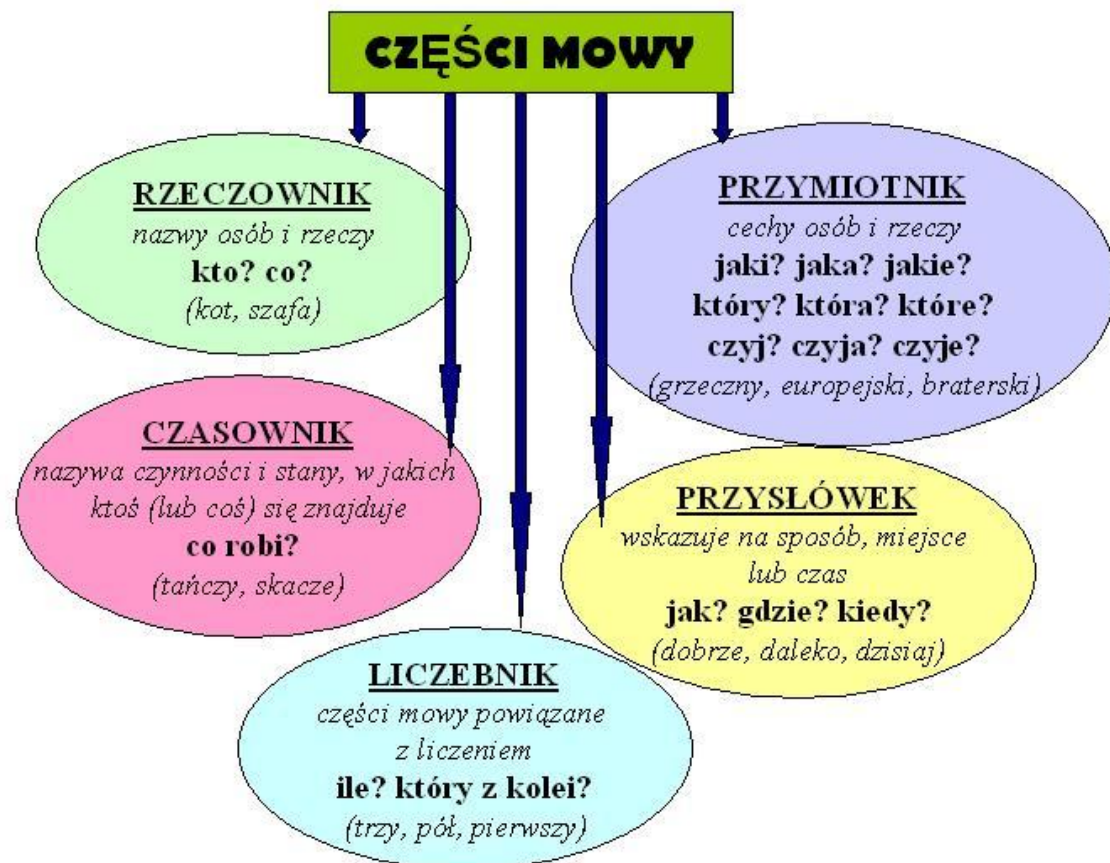 CZĘŚCI MOWY
RZECZOWNIK
nazwy osób i rzeczy
kto? co?
(kot, szafa)
PRZYMIOTNIK
cechy osób i rzeczy
jaki? jaka? jakie?
który? która? które?
czyj? czyja? czyje?
(grzeczny, europejski, braterski)
CZASOWNIK
nazywa czynności i stany, w jakich
ktoś (lub coś) się znajduje
co robi?
(tańczy, skacze)
PRZYSŁÓWEK
wskazuje na sposób, miejsce
lub czas
jak? gdzie? kiedy?
(dobrze, daleko, dzisiaj)
LICZEBNIK
części mowy powiązane
z liczeniem
ile? który z kolei?
(trzy, pół, pierwszy)